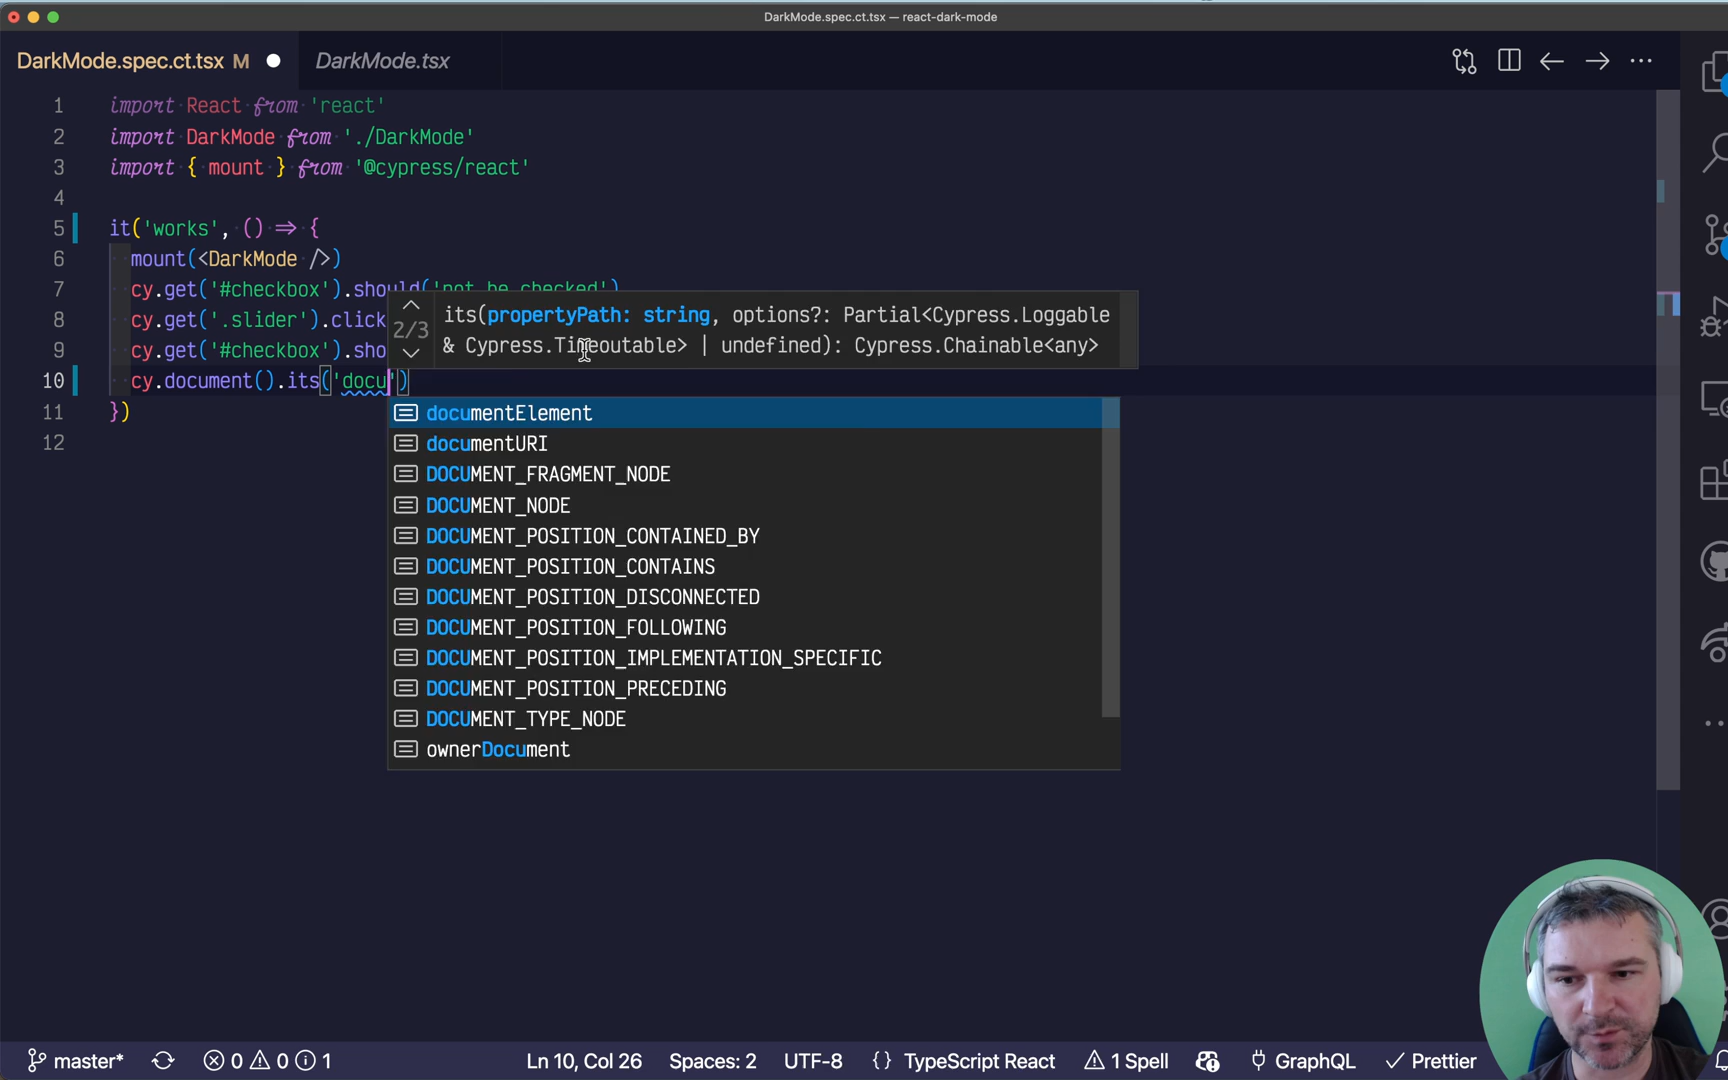 DarkMode.spec.ct.tsx — react-dark-mode
DarkMode.spec.ct.tsx M
DarkMode.tsx
1 import React from 'react'
2 import DarkMode from './DarkMode'
3 import { mount } from '@cypress/react'
4
5 it('works', () => {
6 mount(<DarkMode />)
7 cy.get('#checkbox').should('not.be.checked')
8 cy.get('.slider').click
9 cy.get('#checkbox').sho
10 cy.document().its('docu')
11 })
12
2/3
its(propertyPath: string, options?: Partial<Cypress.Loggable
& Cypress.Timeoutable> | undefined): Cypress.Chainable<any>
documentElement
documentURI
DOCUMENT_FRAGMENT_NODE
DOCUMENT_NODE
DOCUMENT_POSITION_CONTAINED_BY
DOCUMENT_POSITION_CONTAINS
DOCUMENT_POSITION_DISCONNECTED
DOCUMENT_POSITION_FOLLOWING
DOCUMENT_POSITION_IMPLEMENTATION_SPECIFIC
DOCUMENT_POSITION_PRECEDING
DOCUMENT_TYPE_NODE
ownerDocument
master* 0 0 1 Ln 10, Col 26 Spaces: 2 UTF-8 {} TypeScript React 1 Spell GraphQL Prettier